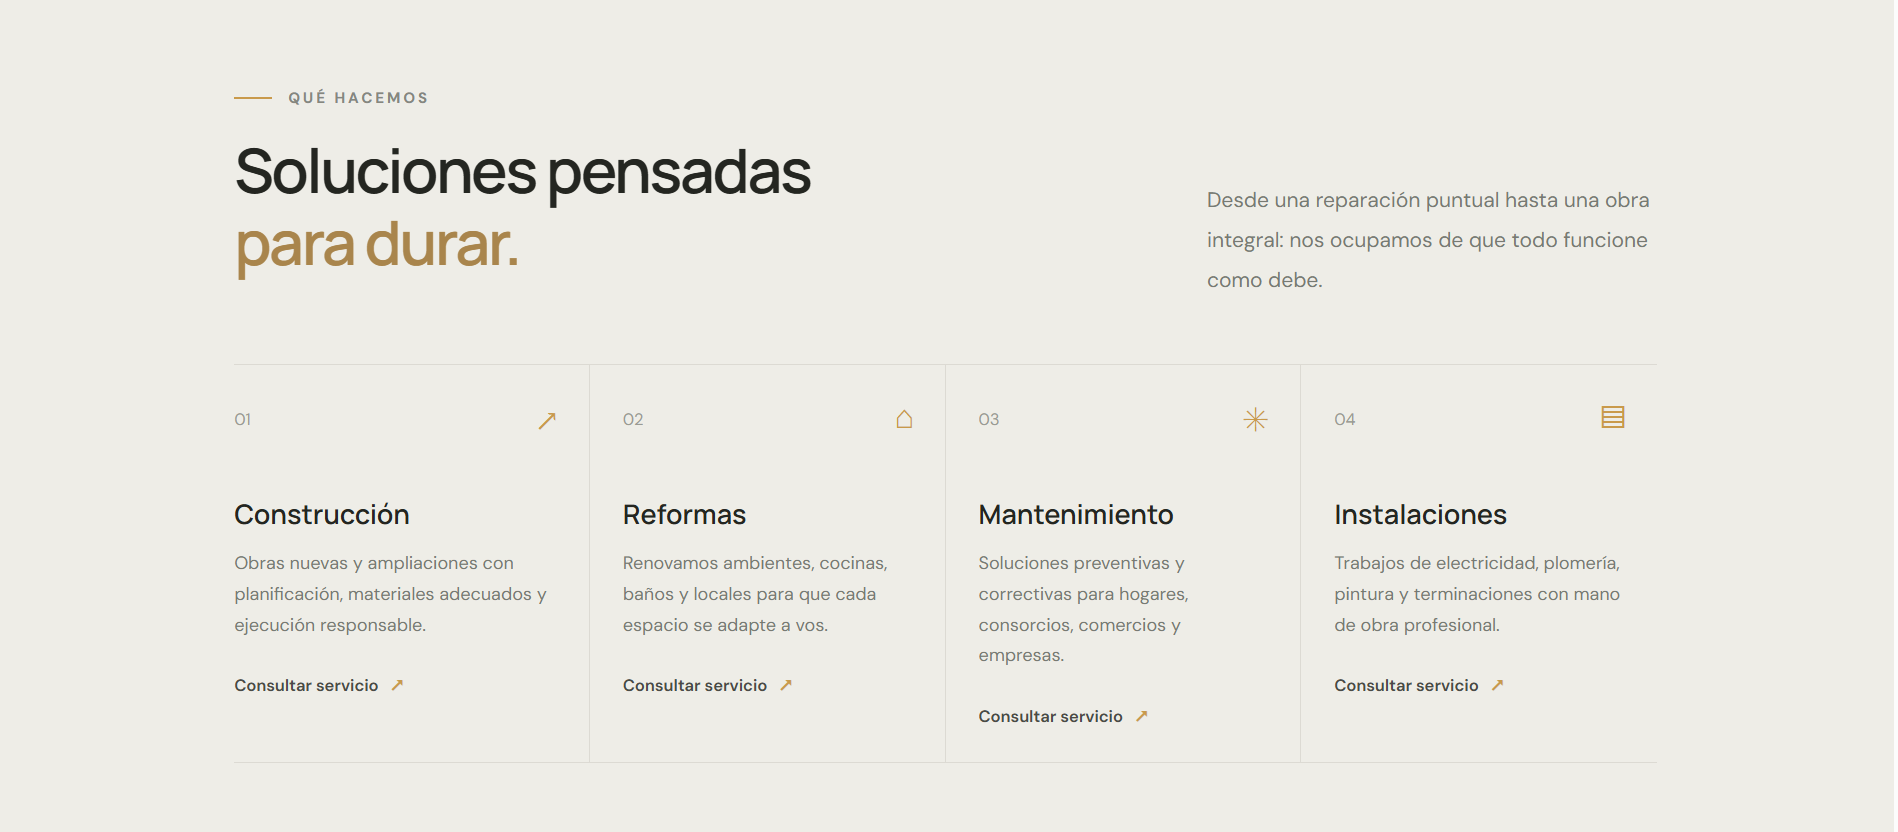 QUÉ HACEMOS
Soluciones pensadas
para durar.
Desde una reparación puntual hasta una obra
integral: nos ocupamos de que todo funcione
como debe.
01
Construcción
Obras nuevas y ampliaciones con
planificación, materiales adecuados y
ejecución responsable.
Consultar servicio ↗
02
Reformas
Renovamos ambientes, cocinas,
baños y locales para que cada
espacio se adapte a vos.
Consultar servicio ↗
03
Mantenimiento
Soluciones preventivas y
correctivas para hogares,
consorcios, comercios y
empresas.
Consultar servicio ↗
04
Instalaciones
Trabajos de electricidad, plomería,
pintura y terminaciones con mano
de obra profesional.
Consultar servicio ↗